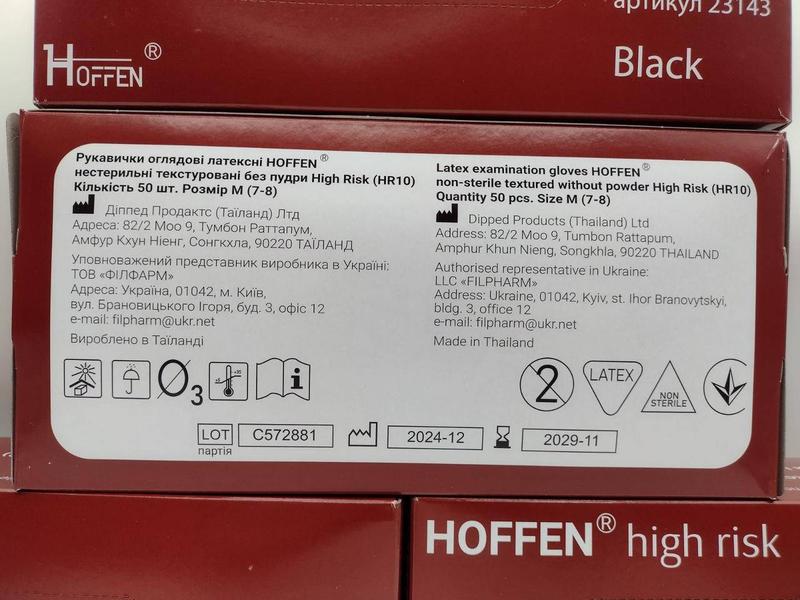 артикул 23143
HOFFEN®
Black
Рукавички оглядові латексні HOFFEN®
нестерильні текстуровані без пудри High Risk (HR10)
Кількість 50 шт. Розмір M (7-8)
Діппед Продактс (Таїланд) Лтд
Адреса: 82/2 Моо 9, Тумбон Раттапум,
Амфур Кхун Ніенг, Сонгкхла, 90220 ТАЇЛАНД
Уповноважений представник виробника в Україні:
ТОВ «ФІЛФАРМ»
Адреса: Україна, 01042, м. Київ,
вул. Брановицького Ігоря, буд. 3, офіс 12
e-mail: filpharm@ukr.net
Вироблено в Таїланді
Latex examination gloves HOFFEN®
non-sterile textured without powder High Risk (HR10)
Quantity 50 pcs. Size M (7-8)
Dipped Products (Thailand) Ltd
Address: 82/2 Moo 9, Tumbon Rattapum,
Amphur Khun Nieng, Songkhla, 90220 THAILAND
Authorised representative in Ukraine:
LLC «FILPHARM»
Address: Ukraine, 01042, Kyiv, st. Ihor Branovytskyi,
bldg. 3, office 12
e-mail: filpharm@ukr.net
Made in Thailand
O3
i
2
LATEX
NON
STERILE
LOT C572881 2024-12 2029-11
партія
HOFFEN® high risk